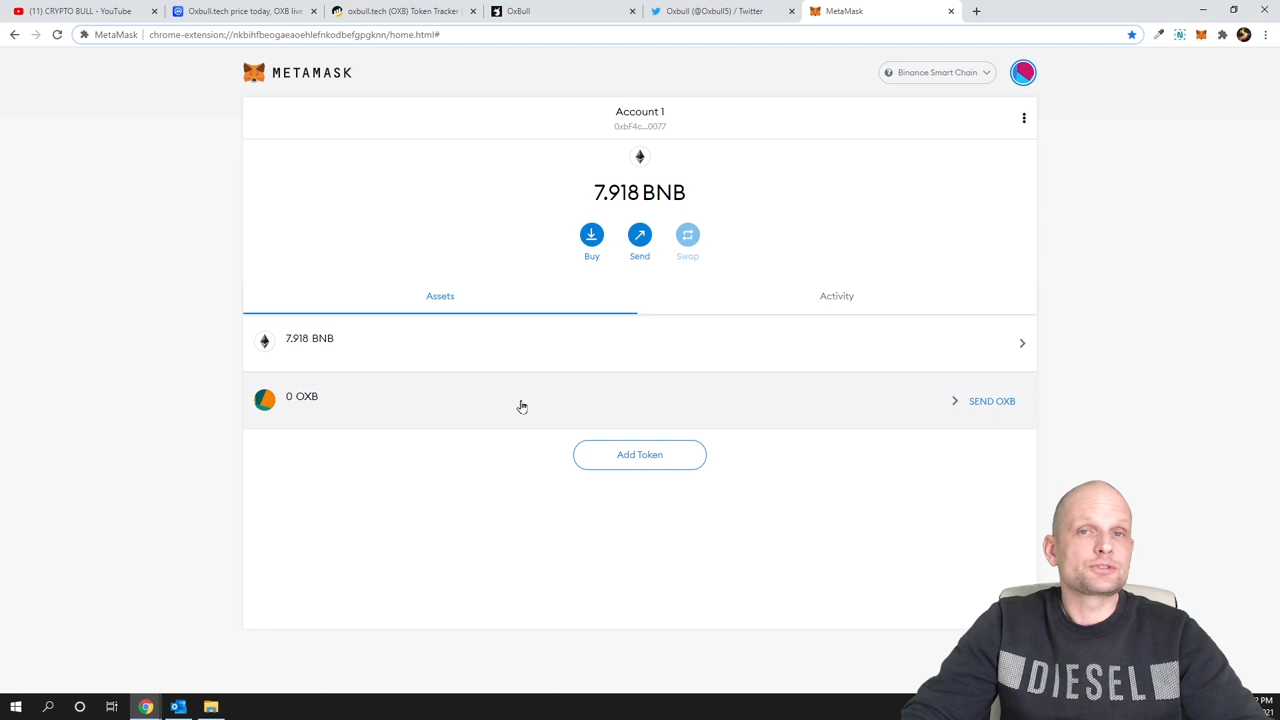 (11) CRYPTO BULL - YouTube
Oxbull.tech price today, OXB live
oxbull.tech (OXB) Token Tracker
OxBull
Oxbull (@Oxbull5) / Twitter
MetaMask
MetaMask
chrome-extension://nkbihfbeogaeaoehlefnkodbefgpgknn/home.html#
METAMASK
Binance Smart Chain
Account 1
0xbF4c...0077
7.918 BNB
Buy
Send
Swap
Assets
Activity
7.918 BNB
0 OXB
SEND OXB
Add Token
DIESEL